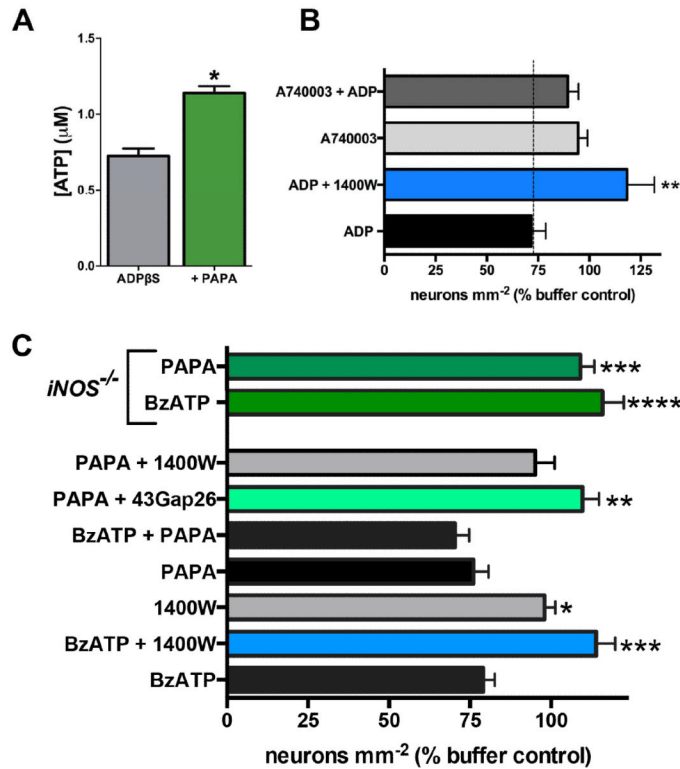 A
1.5
*
1.0
[ATP] (μM)
0.5
0.0
ADPβS
+ PAPA
B
A740003 + ADP
A740003
ADP + 1400W
**
ADP
0
25
50
75
100
125
neurons mm⁻² (% buffer control)
C
iNOS⁻/⁻
PAPA
***
BzATP
****
PAPA + 1400W
PAPA + 43Gap26
**
BzATP + PAPA
PAPA
1400W
*
BzATP + 1400W
***
BzATP
0
50
100
neurons mm⁻² (% buffer control)